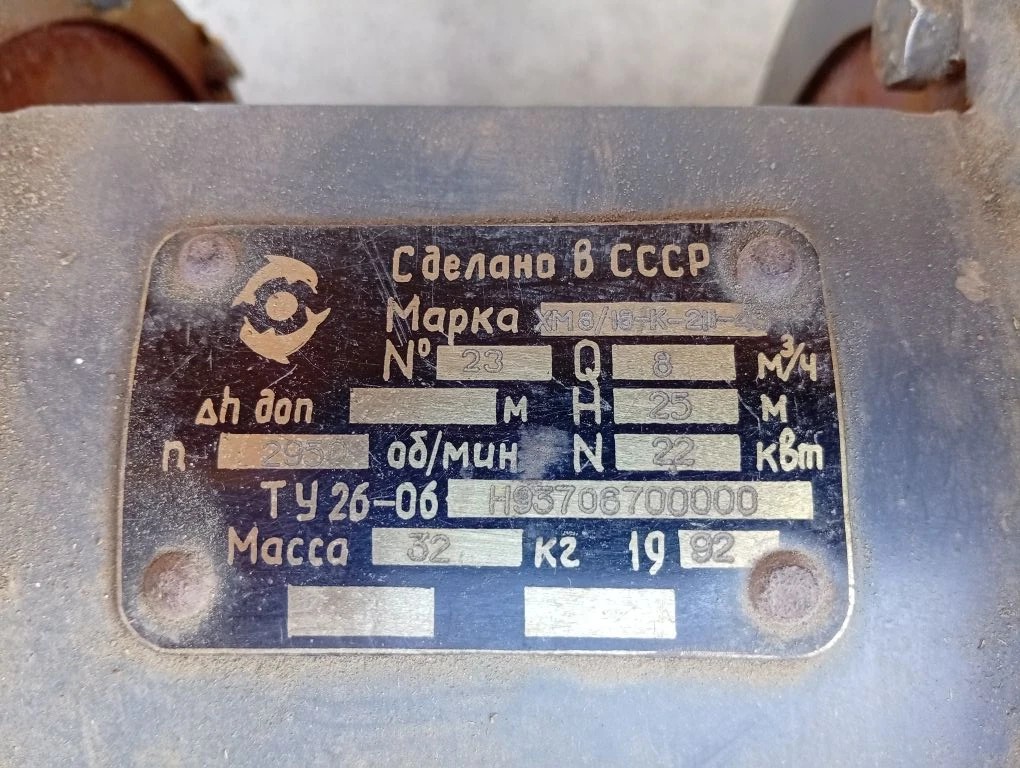 Сделано в СССР
Марка
№ 23 Q 8 м³/ч
Δh доп м H 25 м
n об/мин N 22 квт
ТУ 26-06 Н93706700000
Масса 32 кг 19 92